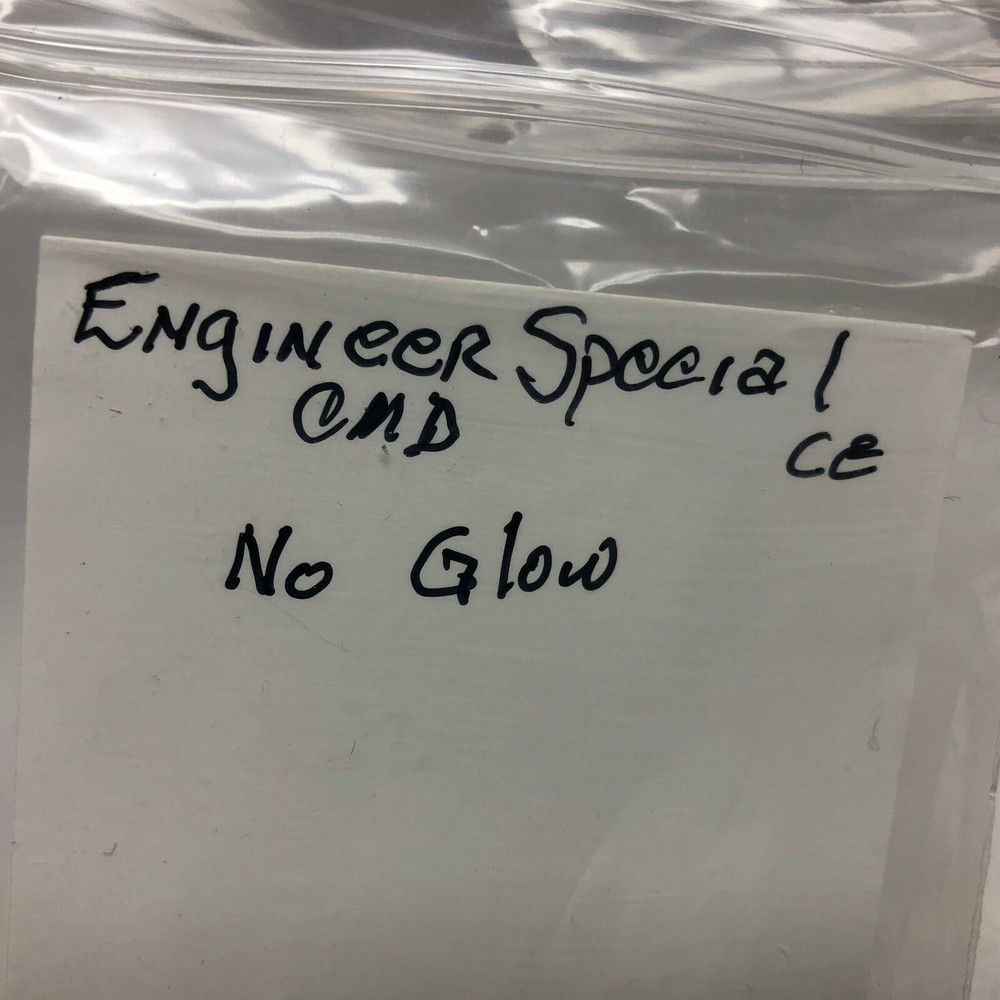 Engineer Special
CMD CE
No Glow